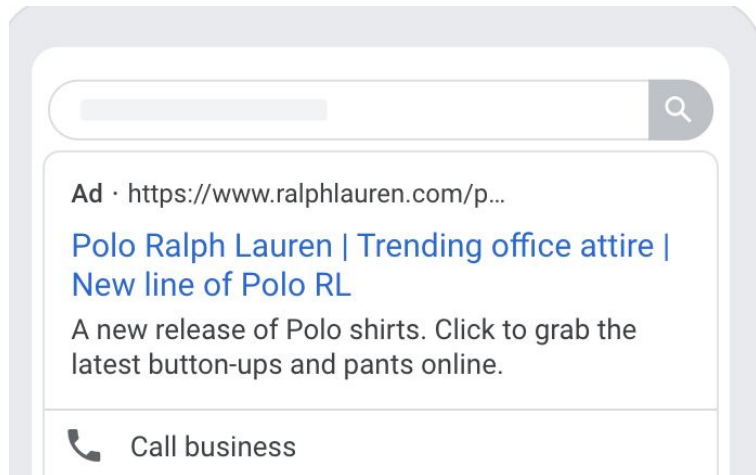 Ad · https://www.ralphlauren.com/p...
Polo Ralph Lauren | Trending office attire |
New line of Polo RL
A new release of Polo shirts. Click to grab the
latest button-ups and pants online.
Call business